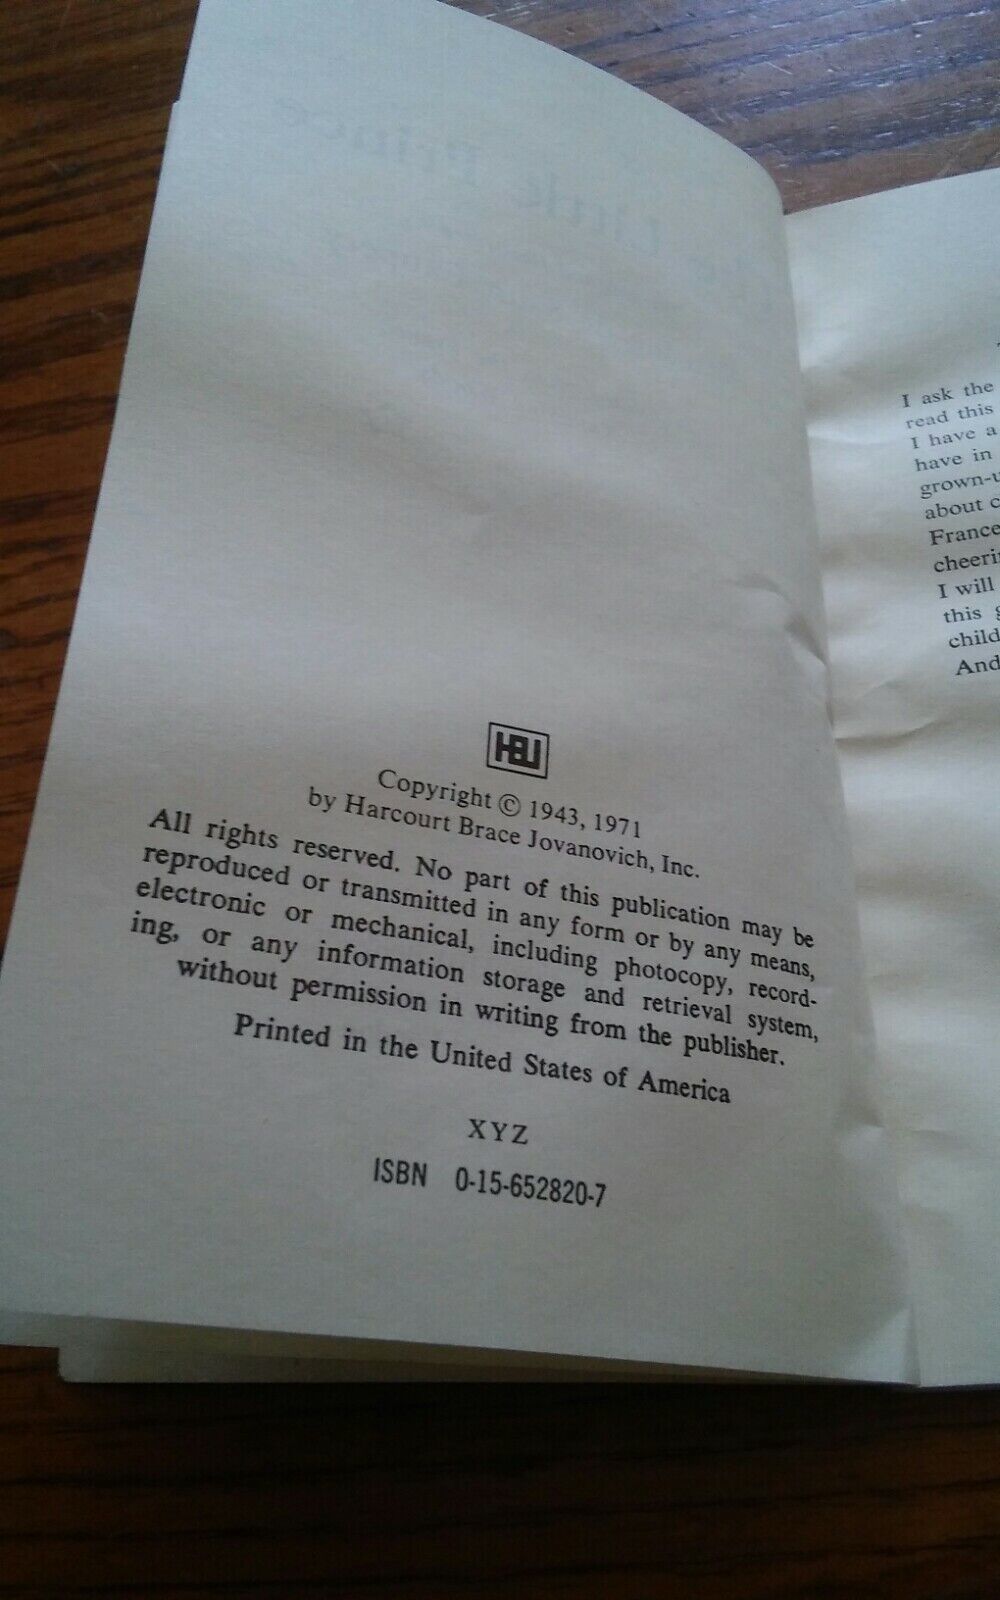 HBJ
Copyright © 1943, 1971
by Harcourt Brace Jovanovich, Inc.
All rights reserved. No part of this publication may be
reproduced or transmitted in any form or by any means,
electronic or mechanical, including photocopy, record-
ing, or any information storage and retrieval system,
without permission in writing from the publisher.
Printed in the United States of America
XYZ
ISBN 0-15-652820-7
I ask the
read this
I have a
have in
grown-u
about c
France
cheerin
I will
this g
child
And